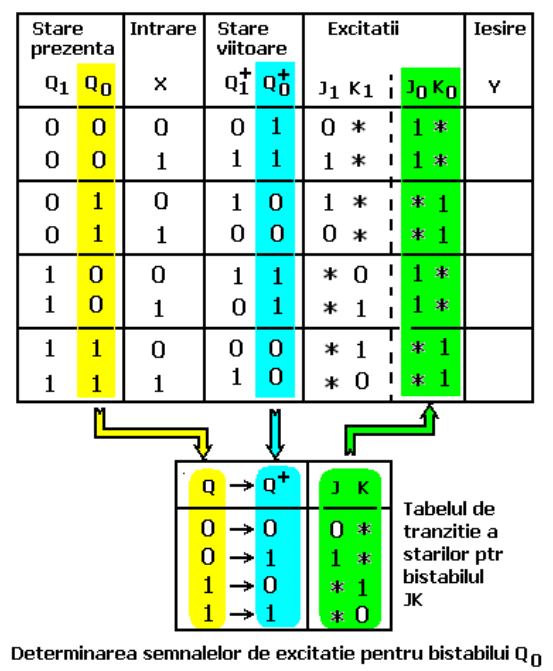 Stare prezenta Intrare Stare viitoare Excitatii Iesire
Q1 Q0 X Q1+ Q0+ J1 K1 J0 K0 Y
0 0 0 0 1 0 * 1 *
0 0 1 1 1 1 * 1 *
0 1 0 1 0 1 * * 1
0 1 1 0 0 0 * * 1
1 0 0 1 1 * 0 1 *
1 0 1 0 1 * 1 1 *
1 1 0 0 0 * 1 * 1
1 1 1 1 0 * 0 * 1
Q → Q+ J K
0 → 0 0 *
0 → 1 1 *
1 → 0 * 1
1 → 1 * 0
Tabelul de
tranzitie a
starilor ptr
bistabilul
JK
Determinarea semnalelor de excitatie pentru bistabilui Q0